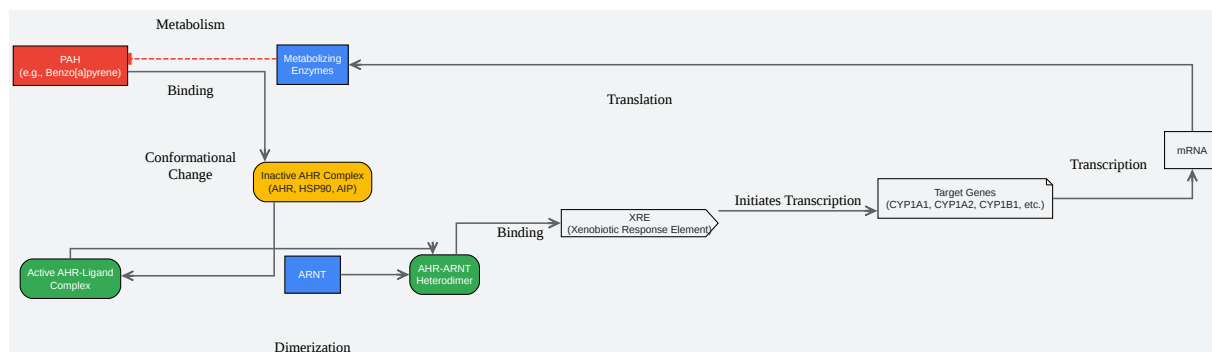 Metabolism
PAH
(e.g., Benzo[a]pyrene)
Metabolizing
Enzymes
Binding
Translation
mRNA
Conformational
Change
Inactive AHR Complex
(AHR, HSP90, AIP)
Transcription
Target Genes
(CYP1A1, CYP1A2, CYP1B1, etc.)
Initiates Transcription
XRE
(Xenobiotic Response Element)
Binding
Active AHR-Ligand
Complex
ARNT
AHR-ARNT
Heterodimer
Dimerization